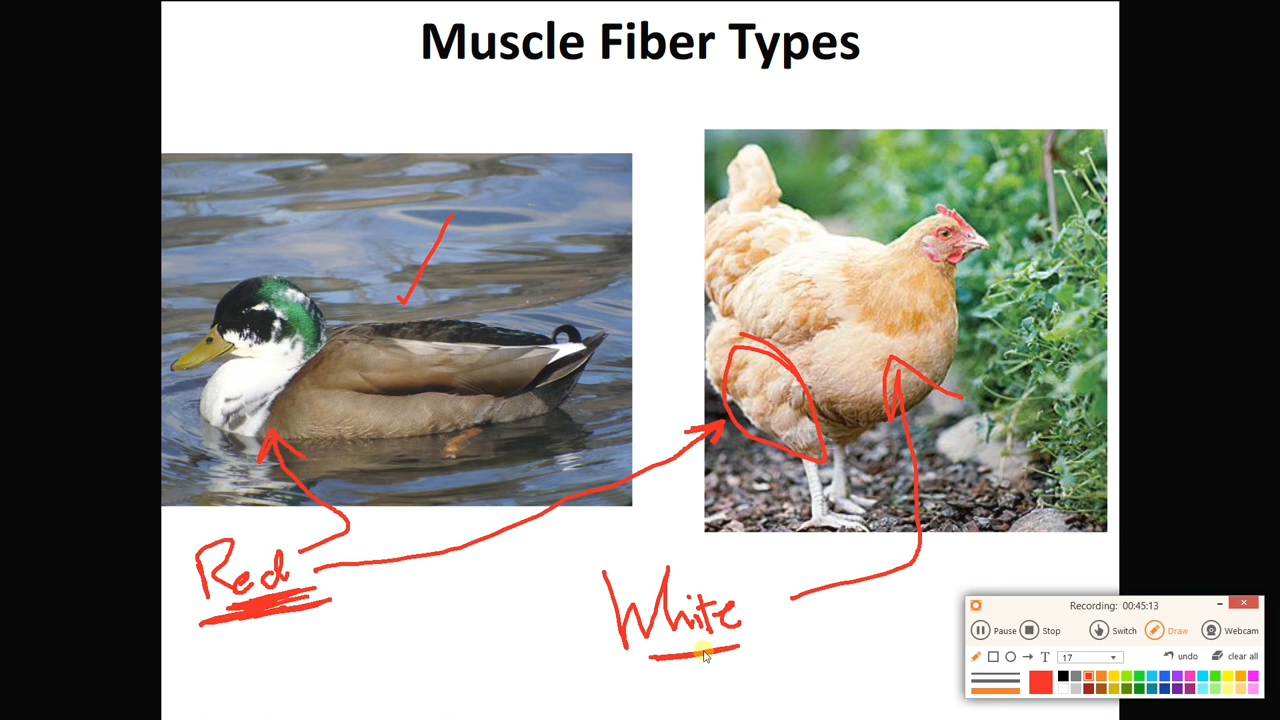 Muscle Fiber Types
Red
White
Recording: 00:45:13
Pause Stop Switch Draw Webcam
T 17 undo clear all